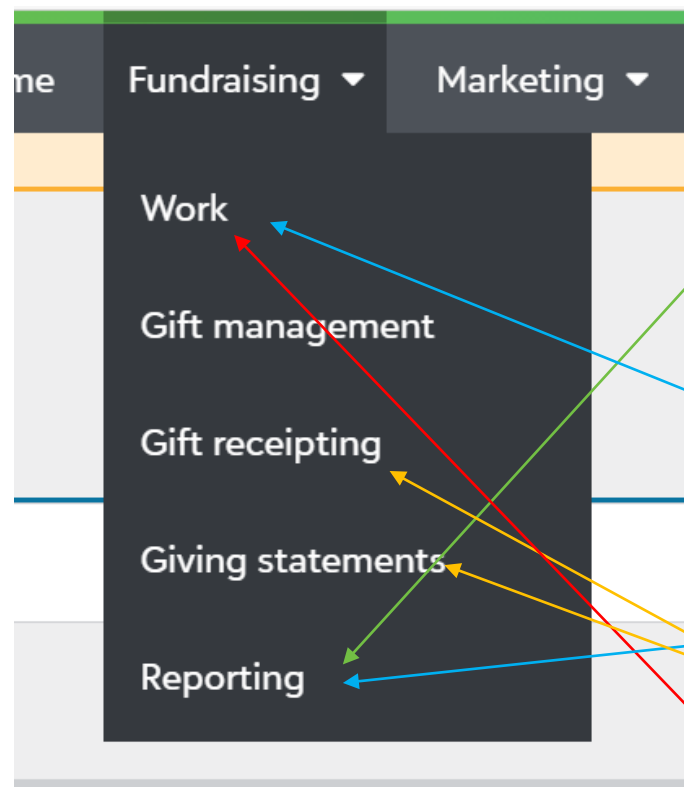 me
Fundraising
Marketing
Work
Gift management
Gift receipting
Giving statements
Reporting